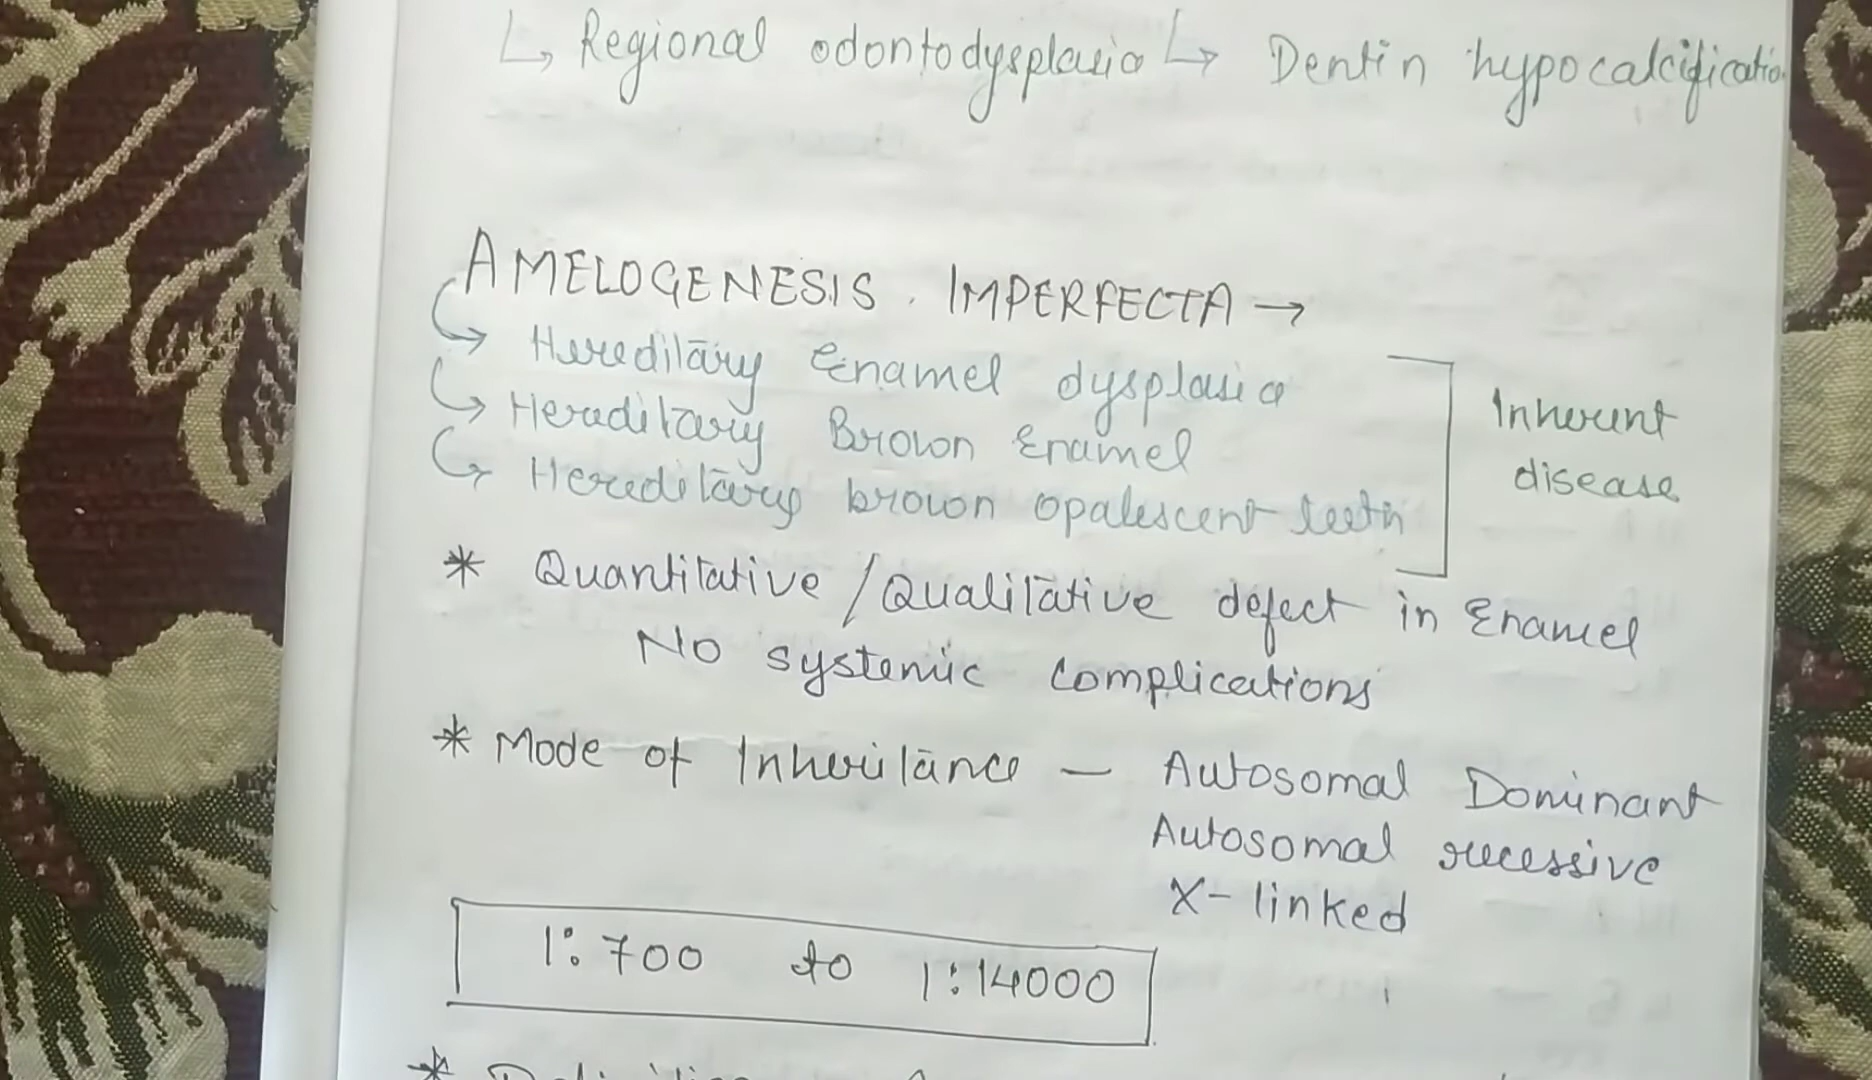 ↳ Regional odontodysplasia ↳ Dentin hypocalcificatio
AMELOGENESIS IMPERFECTA →
↳ Hereditary Enamel dysplasia
↳ Hereditary Brown Enamel
↳ Hereditary brown opalescent teeth
Inherent
disease
* Quantitative / Qualitative defect in Enamel
No systemic complications
* Mode of Inheritance – Autosomal Dominant
Autosomal recessive
X-linked
1:700 to 1:14000
*